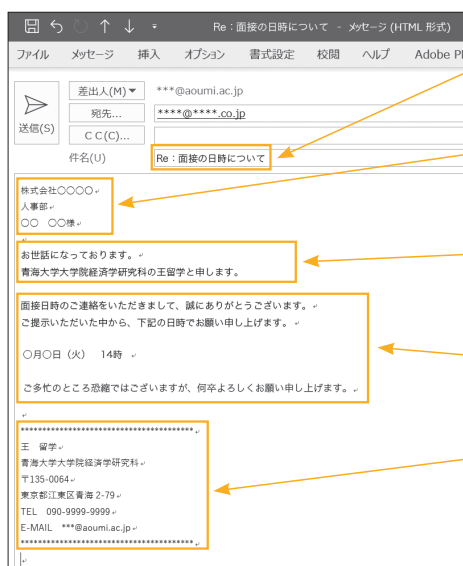 Re：面接の日時について - メッセージ (HTML 形式)
ファイル メッセージ 挿入 オプション 書式設定 校閲 ヘルプ Adobe P
送信(S)
差出人(M) ***@aoumi.ac.jp
宛先... ****@****.co.jp
C C(C)...
件名(U) Re：面接の日時について
株式会社〇〇〇〇
人事部
〇〇 〇〇様
お世話になっております。
青海大学大学院経済学研究科の王留学と申します。
面接日時のご連絡をいただきまして、誠にありがとうございます。
ご提示いただいた中から、下記の日時でお願い申し上げます。
〇月〇日（火） 14時
ご多忙のところ恐縮ではございますが、何卒よろしくお願い申し上げます。
****************************************
王 留学
青海大学大学院経済学研究科
〒135-0064
東京都江東区青海 2-79
TEL 090-9999-9999
E-MAIL ***@aoumi.ac.jp
****************************************